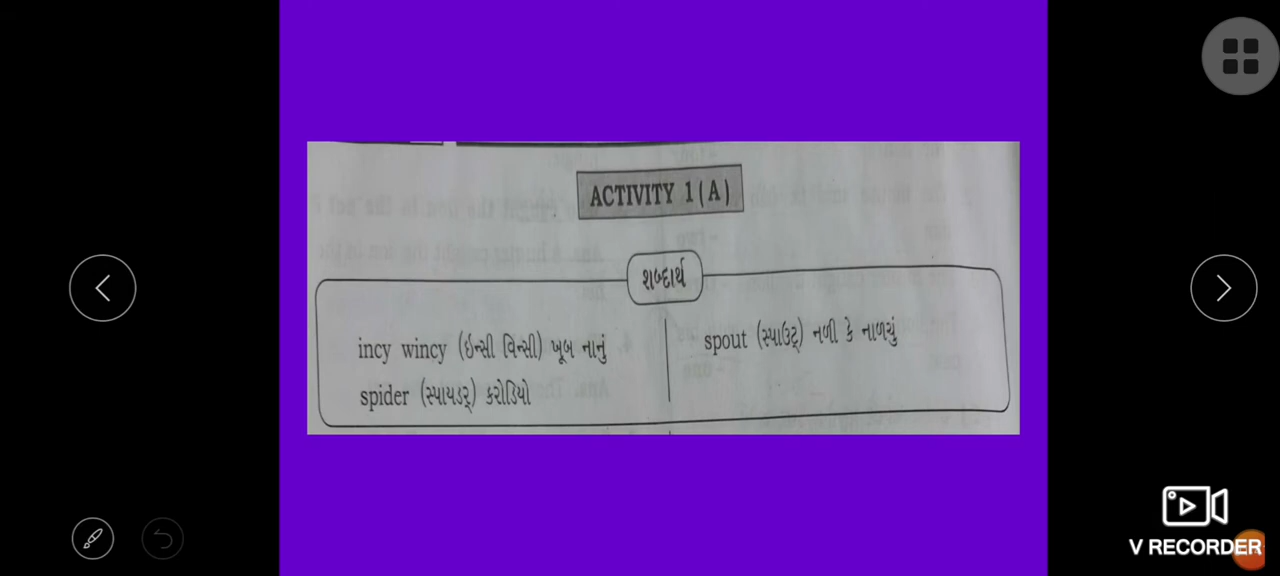 ACTIVITY 1 (A)
શબ્દાર્થ
incy wincy (ઇન્સી વિન્સી) ખૂબ નાનું
spider (સ્પાયડર્) કરોડિયો
spout (સ્પાઉટ્) નળી કે નાળચું
V RECORDER